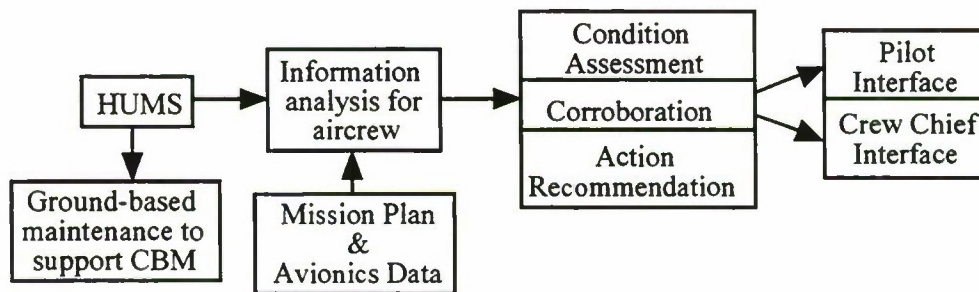 HUMS
Ground-based
maintenance to
support CBM
Information
analysis for
aircrew
Mission Plan
&
Avionics Data
Condition
Assessment
Corroboration
Action
Recommendation
Pilot
Interface
Crew Chief
Interface